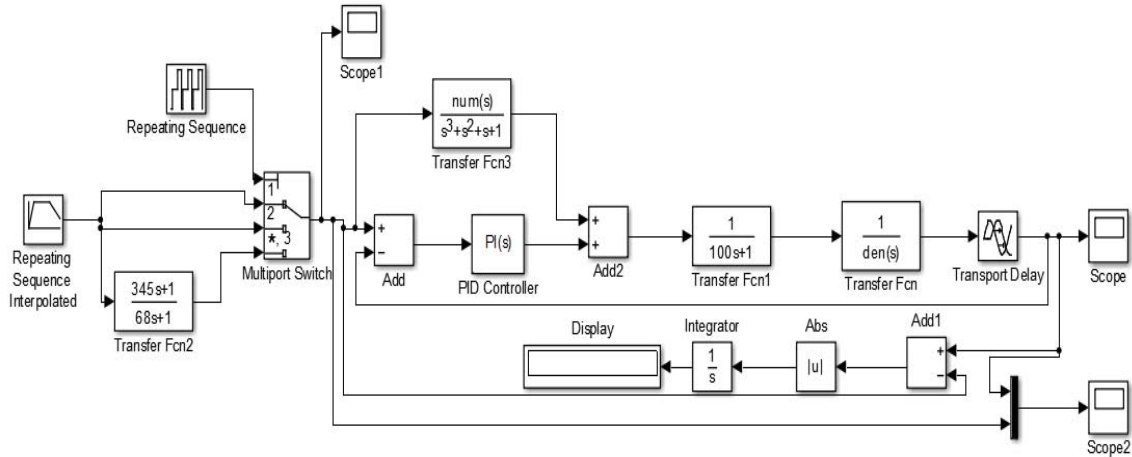 Scope1
Repeating Sequence
num(s)
s³+s²+s+1
Transfer Fcn3
1
2
*, 3
Multiport Switch
Repeating
Sequence
Interpolated
345s+1
68s+1
Transfer Fcn2
+
−
Add
PI(s)
PID Controller
+
+
Add2
1
100s+1
Transfer Fcn1
1
den(s)
Transfer Fcn
Transport Delay
Scope
Display
Integrator
1
s
Abs
|u|
Add1
+
−
Scope2